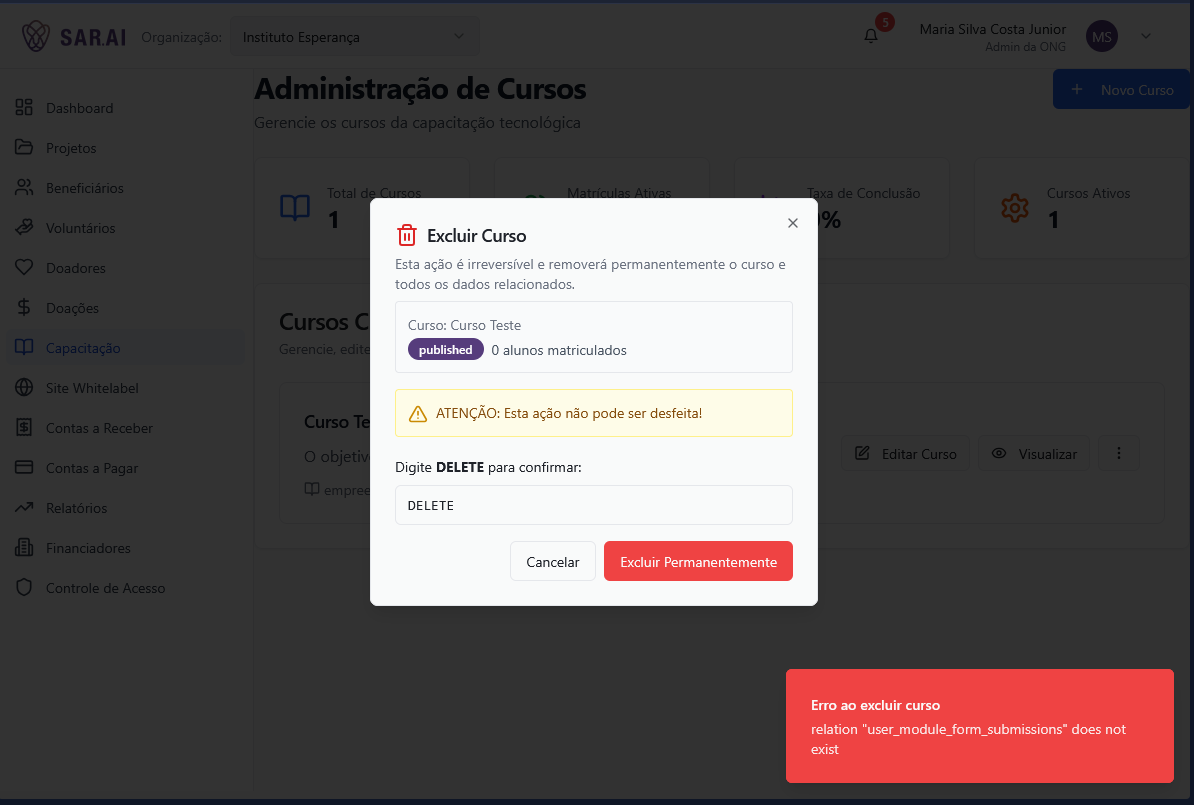 SAR.AI
Organização:
Instituto Esperança
5
Maria Silva Costa Junior
Admin da ONG
MS
Administração de Cursos
Gerencie os cursos da capacitação tecnológica
+ Novo Curso
Dashboard
Projetos
Beneficiários
Voluntários
Doadores
Doações
Capacitação
Site Whitelabel
Contas a Receber
Contas a Pagar
Relatórios
Financiadores
Controle de Acesso
Total de Cursos
1
Matrículas Ativas
Taxa de Conclusão
%
Cursos Ativos
1
Cursos
Gerencie, edite
Curso
O
Editar Curso
Visualizar
Excluir Curso
Esta ação é irreversível e removerá permanentemente o curso e
todos os dados relacionados.
Curso: Curso Teste
published 0 alunos matriculados
ATENÇÃO: Esta ação não pode ser desfeita!
Digite DELETE para confirmar:
DELETE
Cancelar
Excluir Permanentemente
Erro ao excluir curso
relation "user_module_form_submissions" does not
exist